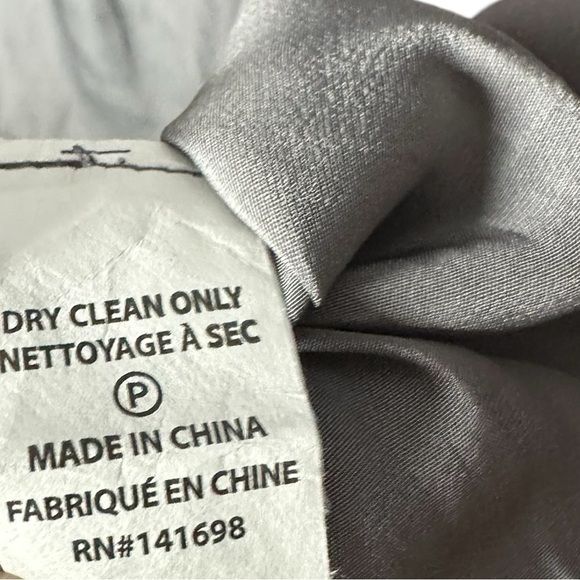 DRY CLEAN ONLY
NETTOYAGE À SEC
P
MADE IN CHINA
FABRIQUÉ EN CHINE
RN#141698